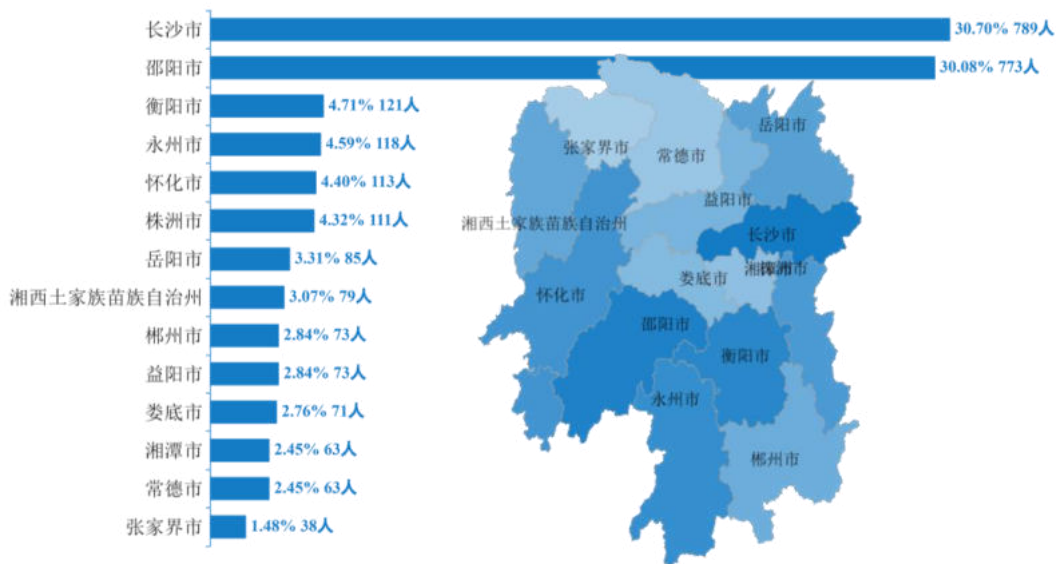 长沙市 30.70% 789人
邵阳市 30.08% 773人
衡阳市 4.71% 121人
永州市 4.59% 118人
怀化市 4.40% 113人
株洲市 4.32% 111人
岳阳市 3.31% 85人
湘西土家族苗族自治州 3.07% 79人
郴州市 2.84% 73人
益阳市 2.84% 73人
娄底市 2.76% 71人
湘潭市 2.45% 63人
常德市 2.45% 63人
张家界市 1.48% 38人
岳阳市
张家界市
常德市
益阳市
湘西土家族苗族自治州
长沙市
娄底市
怀化市
邵阳市
衡阳市
永州市
郴州市